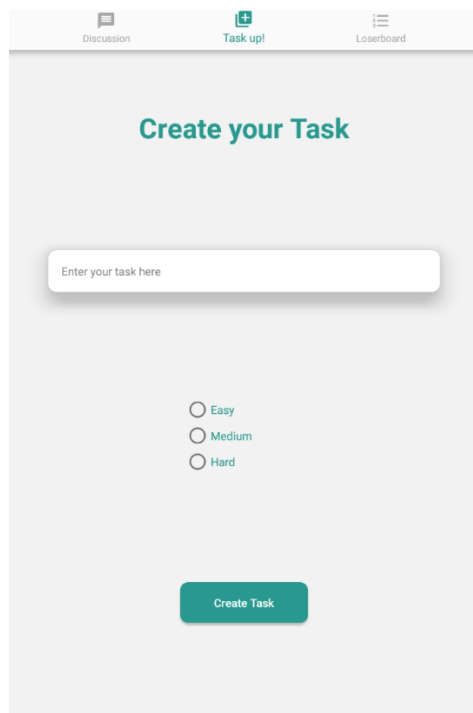 Discussion
Task up!
Loserboard
Create your Task
Enter your task here
Easy
Medium
Hard
Create Task